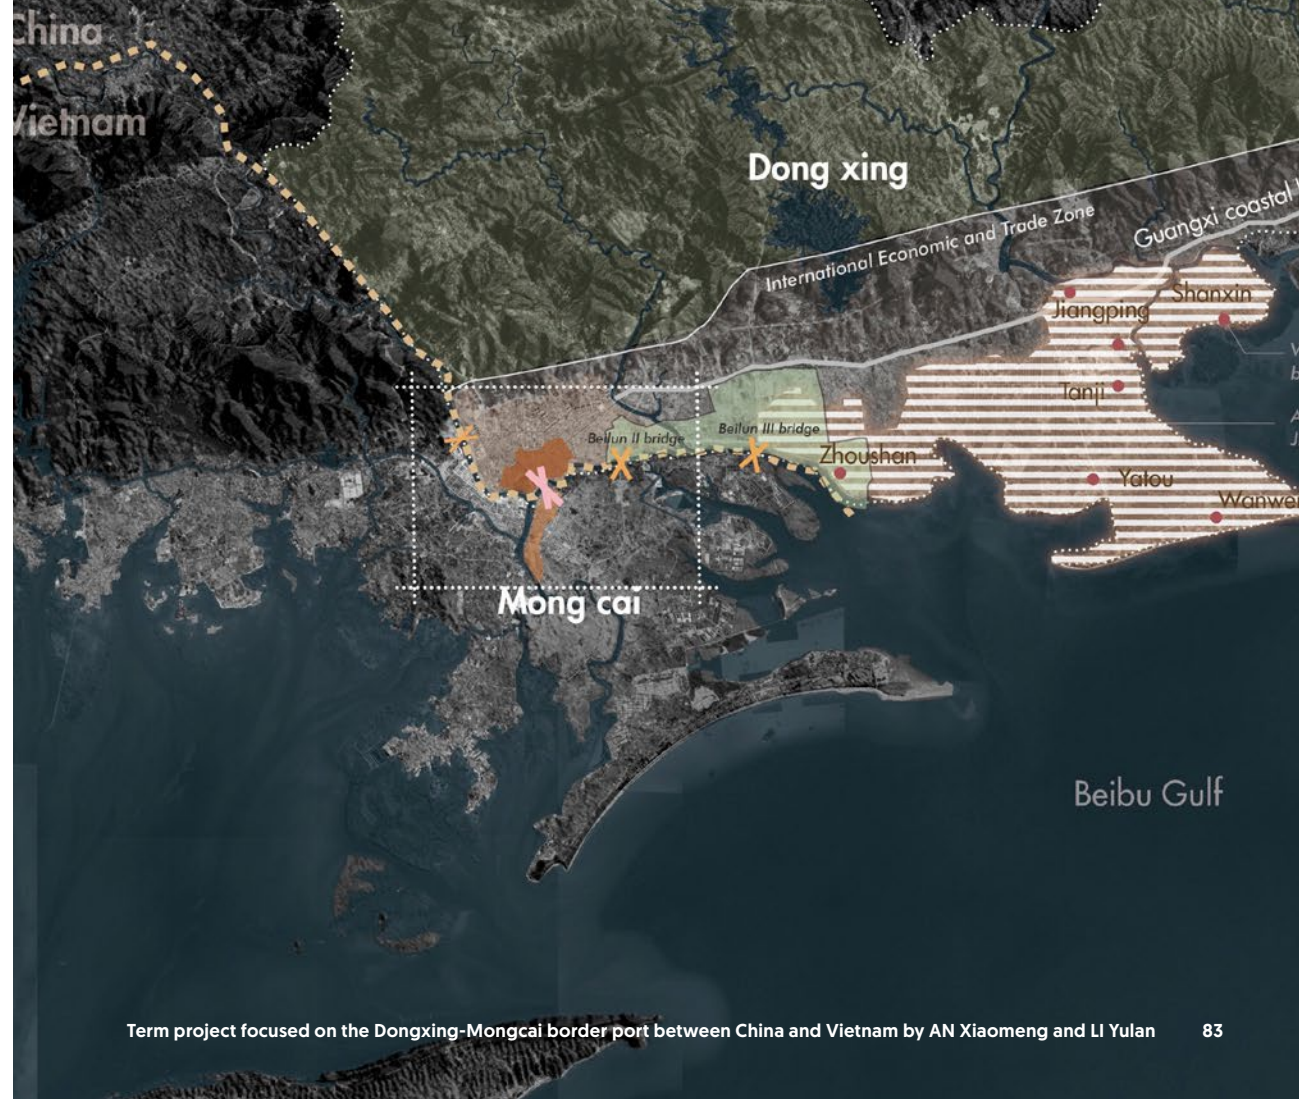 China
Vietnam
Dong xing
International Economic and Trade Zone
Guangxi coastal
Shanxin
Jiangping
Tanji
Beilun II bridge
Beilun III bridge
Zhoushan
Yatou
Mong cai
Beibu Gulf
Term project focused on the Dongxing-Mongcai border port between China and Vietnam by AN Xiaomeng and LI Yulan
83